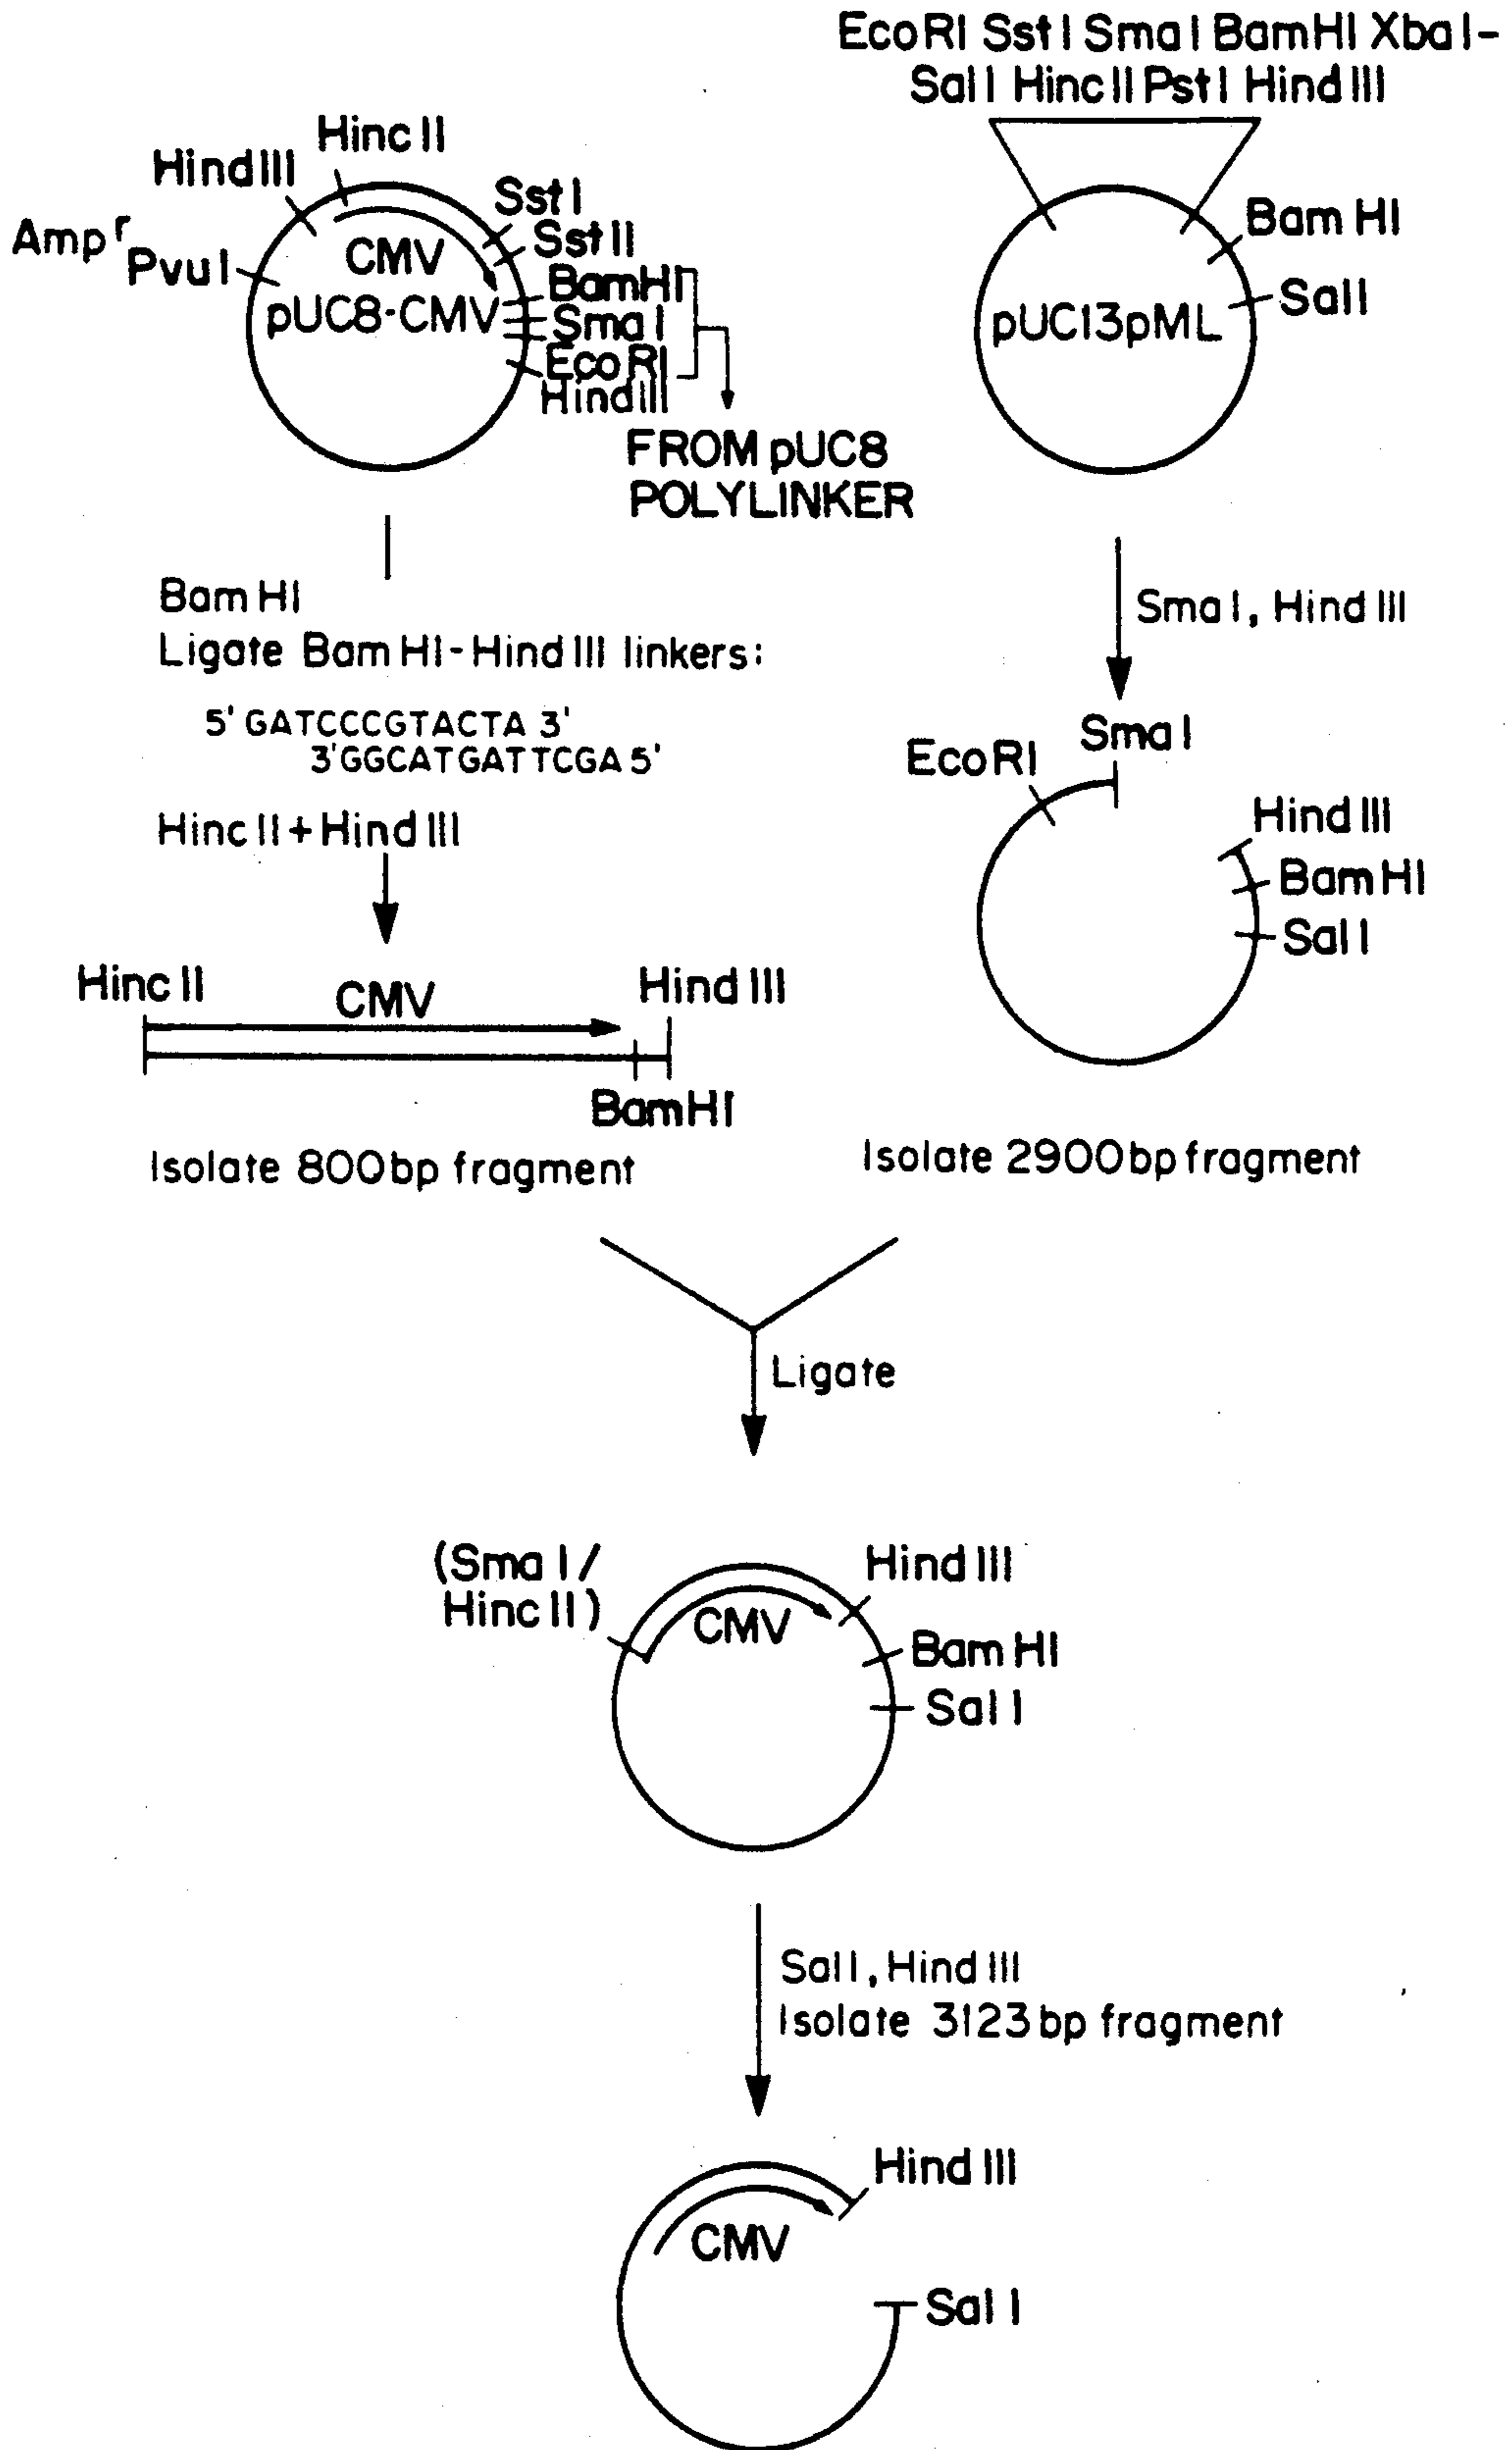 EcoRI SstI SmaI BamHI XbaI-
SalI HincII PstI HindIII
HincII
HindIII
SstI
Amp r
SstII
PvuI
CMV
BamHI
pUC8-CMV
SmaI
EcoRI
HindIII
FROM pUC8
POLYLINKER
BamHI
SalI
pUC13pML
BamHI
Ligate BamHI-HindIII linkers:
5' GATCCCGTACTA 3'
3'GGCATGATTCGA 5'
HincII+HindIII
SmaI, HindIII
SmaI
EcoRI
HindIII
BamHI
SalI
HincII
CMV
HindIII
BamHI
Isolate 800bp fragment
Isolate 2900bp fragment
Ligate
(SmaI/
HincII)
HindIII
CMV
BamHI
SalI
SalI, HindIII
Isolate 3123bp fragment
HindIII
CMV
SalI